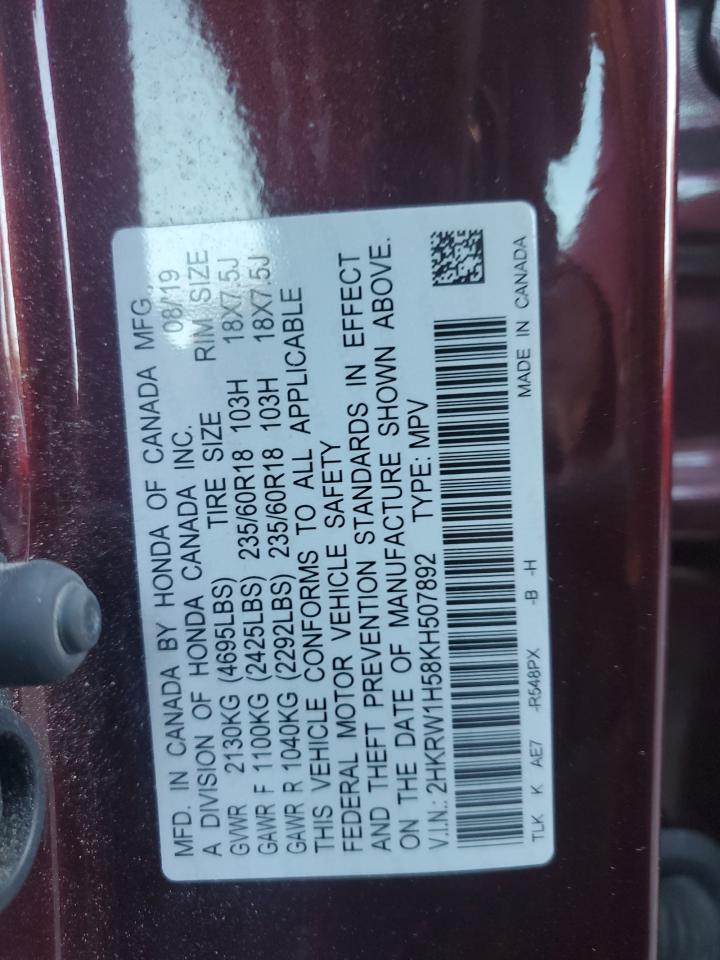 MFD. IN CANADA BY HONDA OF CANADA MFG.,
A DIVISION OF HONDA CANADA INC. 08/19
GVWR 2130KG (4695LBS) TIRE SIZE RIM SIZE
GAWR F 1100KG (2425LBS) 235/60R18 103H 18X7.5J
GAWR R 1040KG (2292LBS) 235/60R18 103H 18X7.5J
THIS VEHICLE CONFORMS TO ALL APPLICABLE
FEDERAL MOTOR VEHICLE SAFETY
AND THEFT PREVENTION STANDARDS IN EFFECT
ON THE DATE OF MANUFACTURE SHOWN ABOVE.
V.I.N.: 2HKRW1H58KH507892 TYPE: MPV
TLK K AE7 -R548PX -B -H MADE IN CANADA